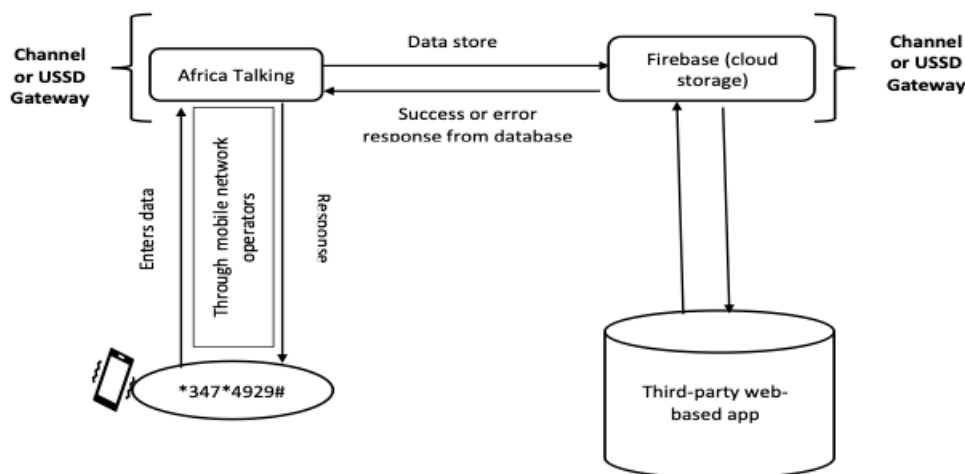 Channel
or USSD
Gateway
Africa Talking
Data store
Firebase (cloud
storage)
Channel
or USSD
Gateway
Success or error
response from database
Enters data
Through mobile network
operators
Response
*347*4929#
Third-party web-
based app